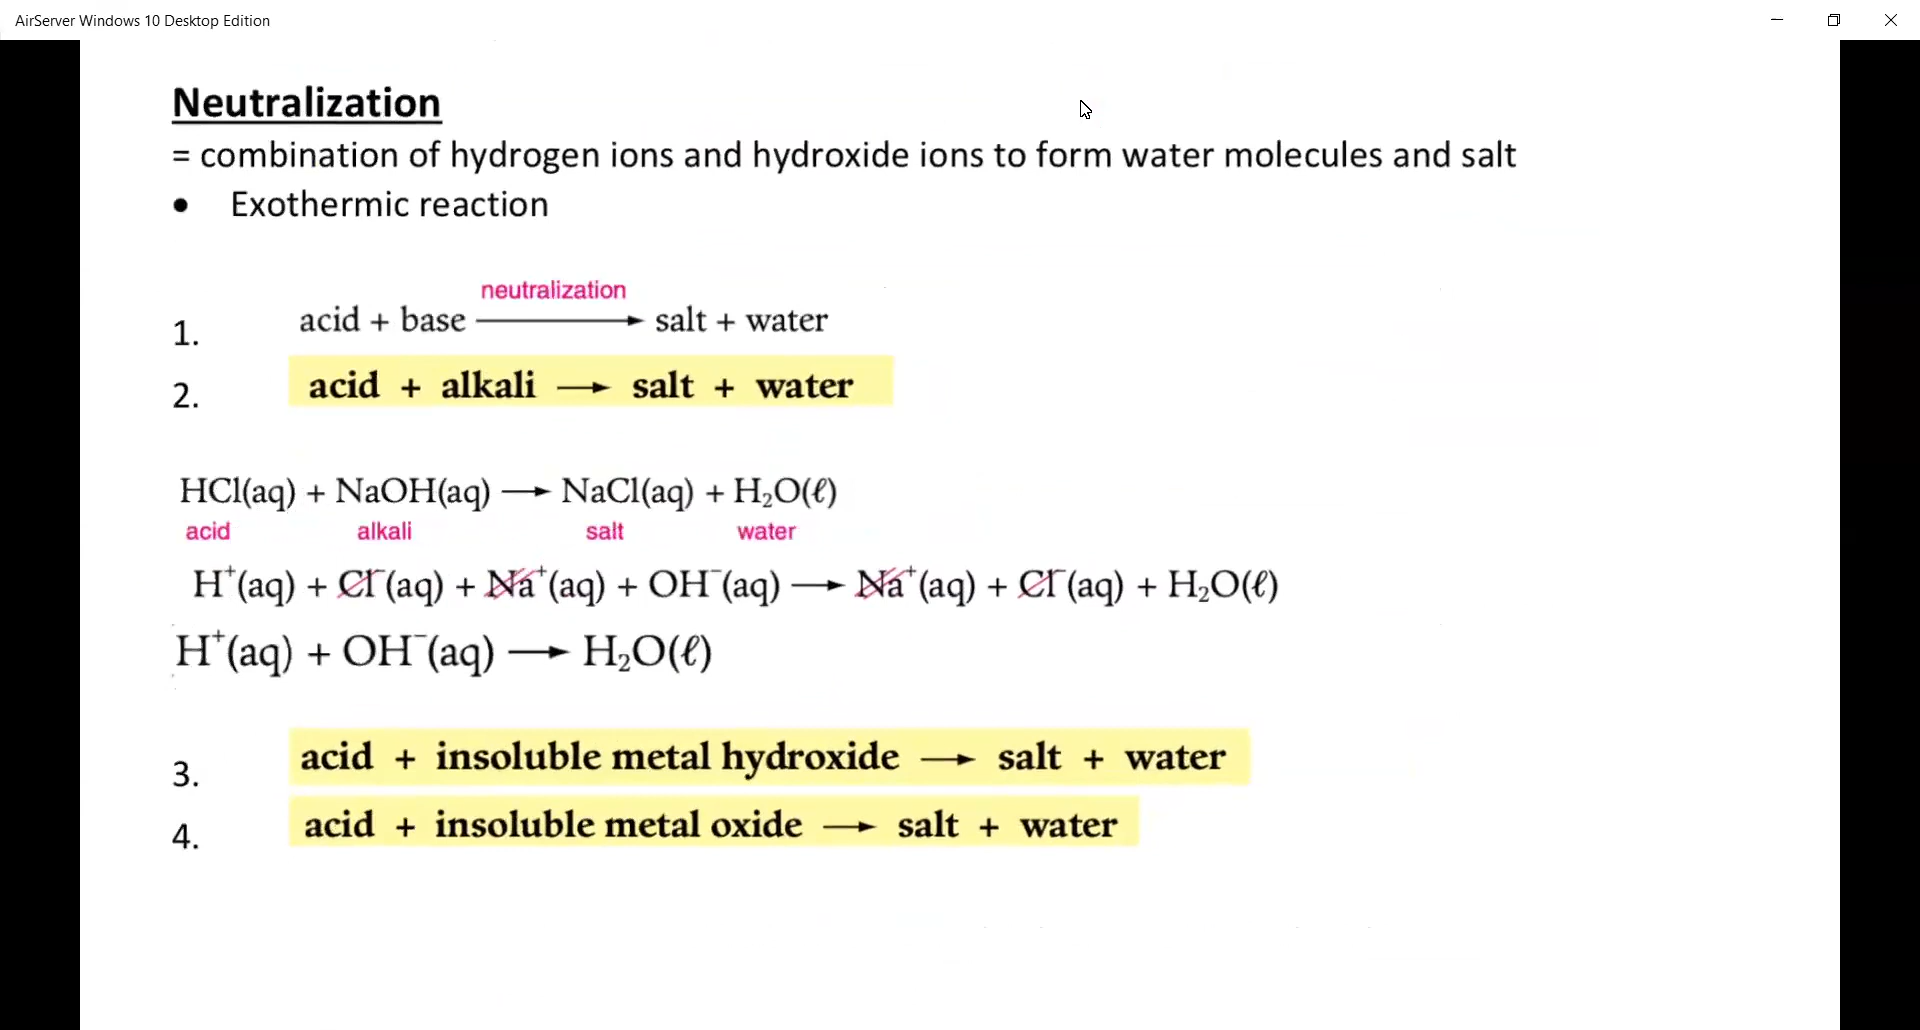 AirServer Windows 10 Desktop Edition
Neutralization
= combination of hydrogen ions and hydroxide ions to form water molecules and salt
• Exothermic reaction
neutralization
1. acid + base ⟶ salt + water
2. acid + alkali ⟶ salt + water
HCl(aq) + NaOH(aq) ⟶ NaCl(aq) + H₂O(ℓ)
acid alkali salt water
H⁺(aq) + Cl⁻(aq) + Na⁺(aq) + OH⁻(aq) ⟶ Na⁺(aq) + Cl⁻(aq) + H₂O(ℓ)
H⁺(aq) + OH⁻(aq) ⟶ H₂O(ℓ)
3. acid + insoluble metal hydroxide ⟶ salt + water
4. acid + insoluble metal oxide ⟶ salt + water